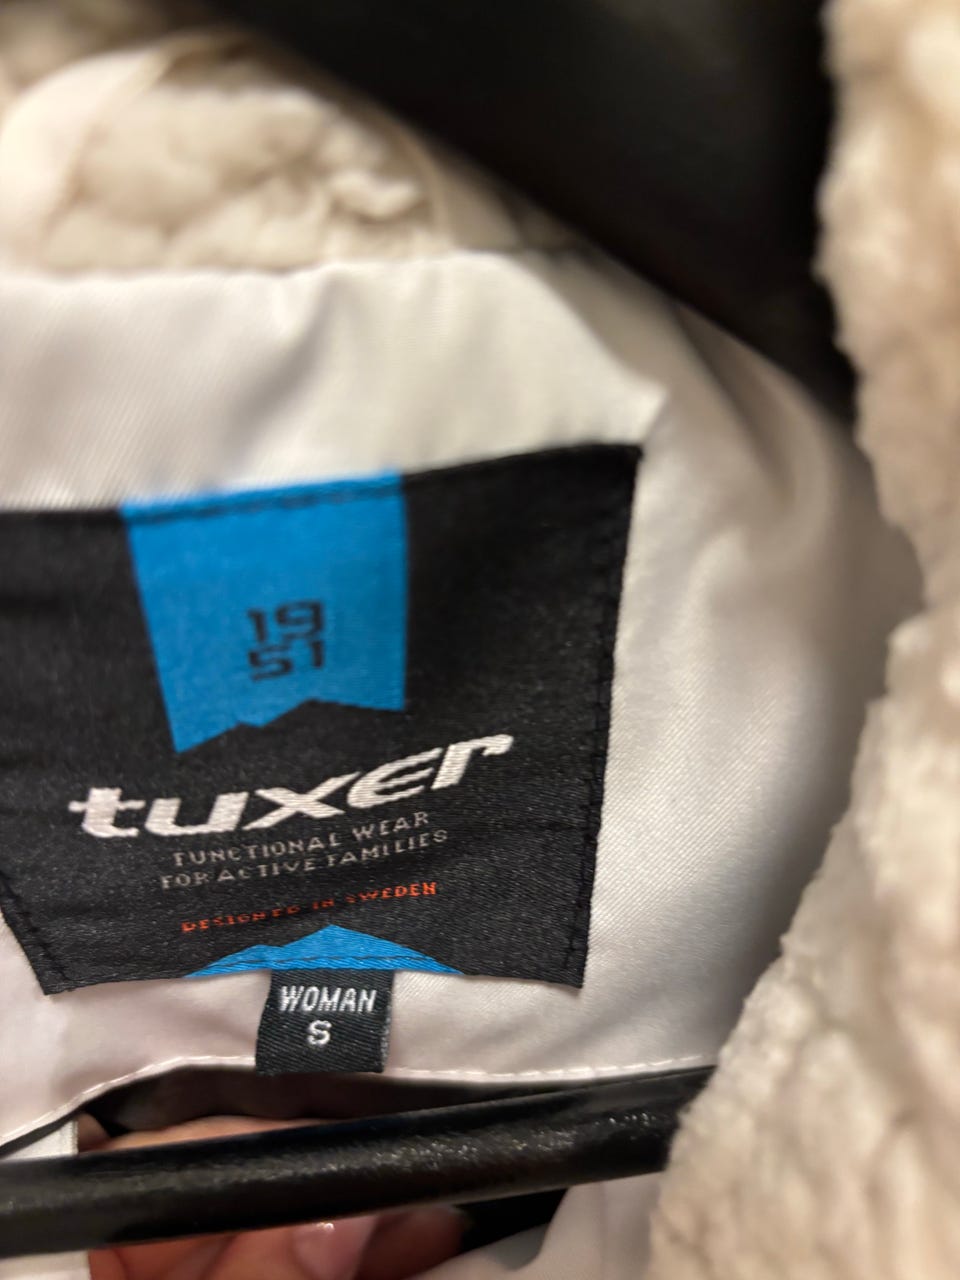 19
51
tuxer
FUNCTIONAL WEAR
FOR ACTIVE FAMILIES
DESIGNED IN SWEDEN
WOMAN
S